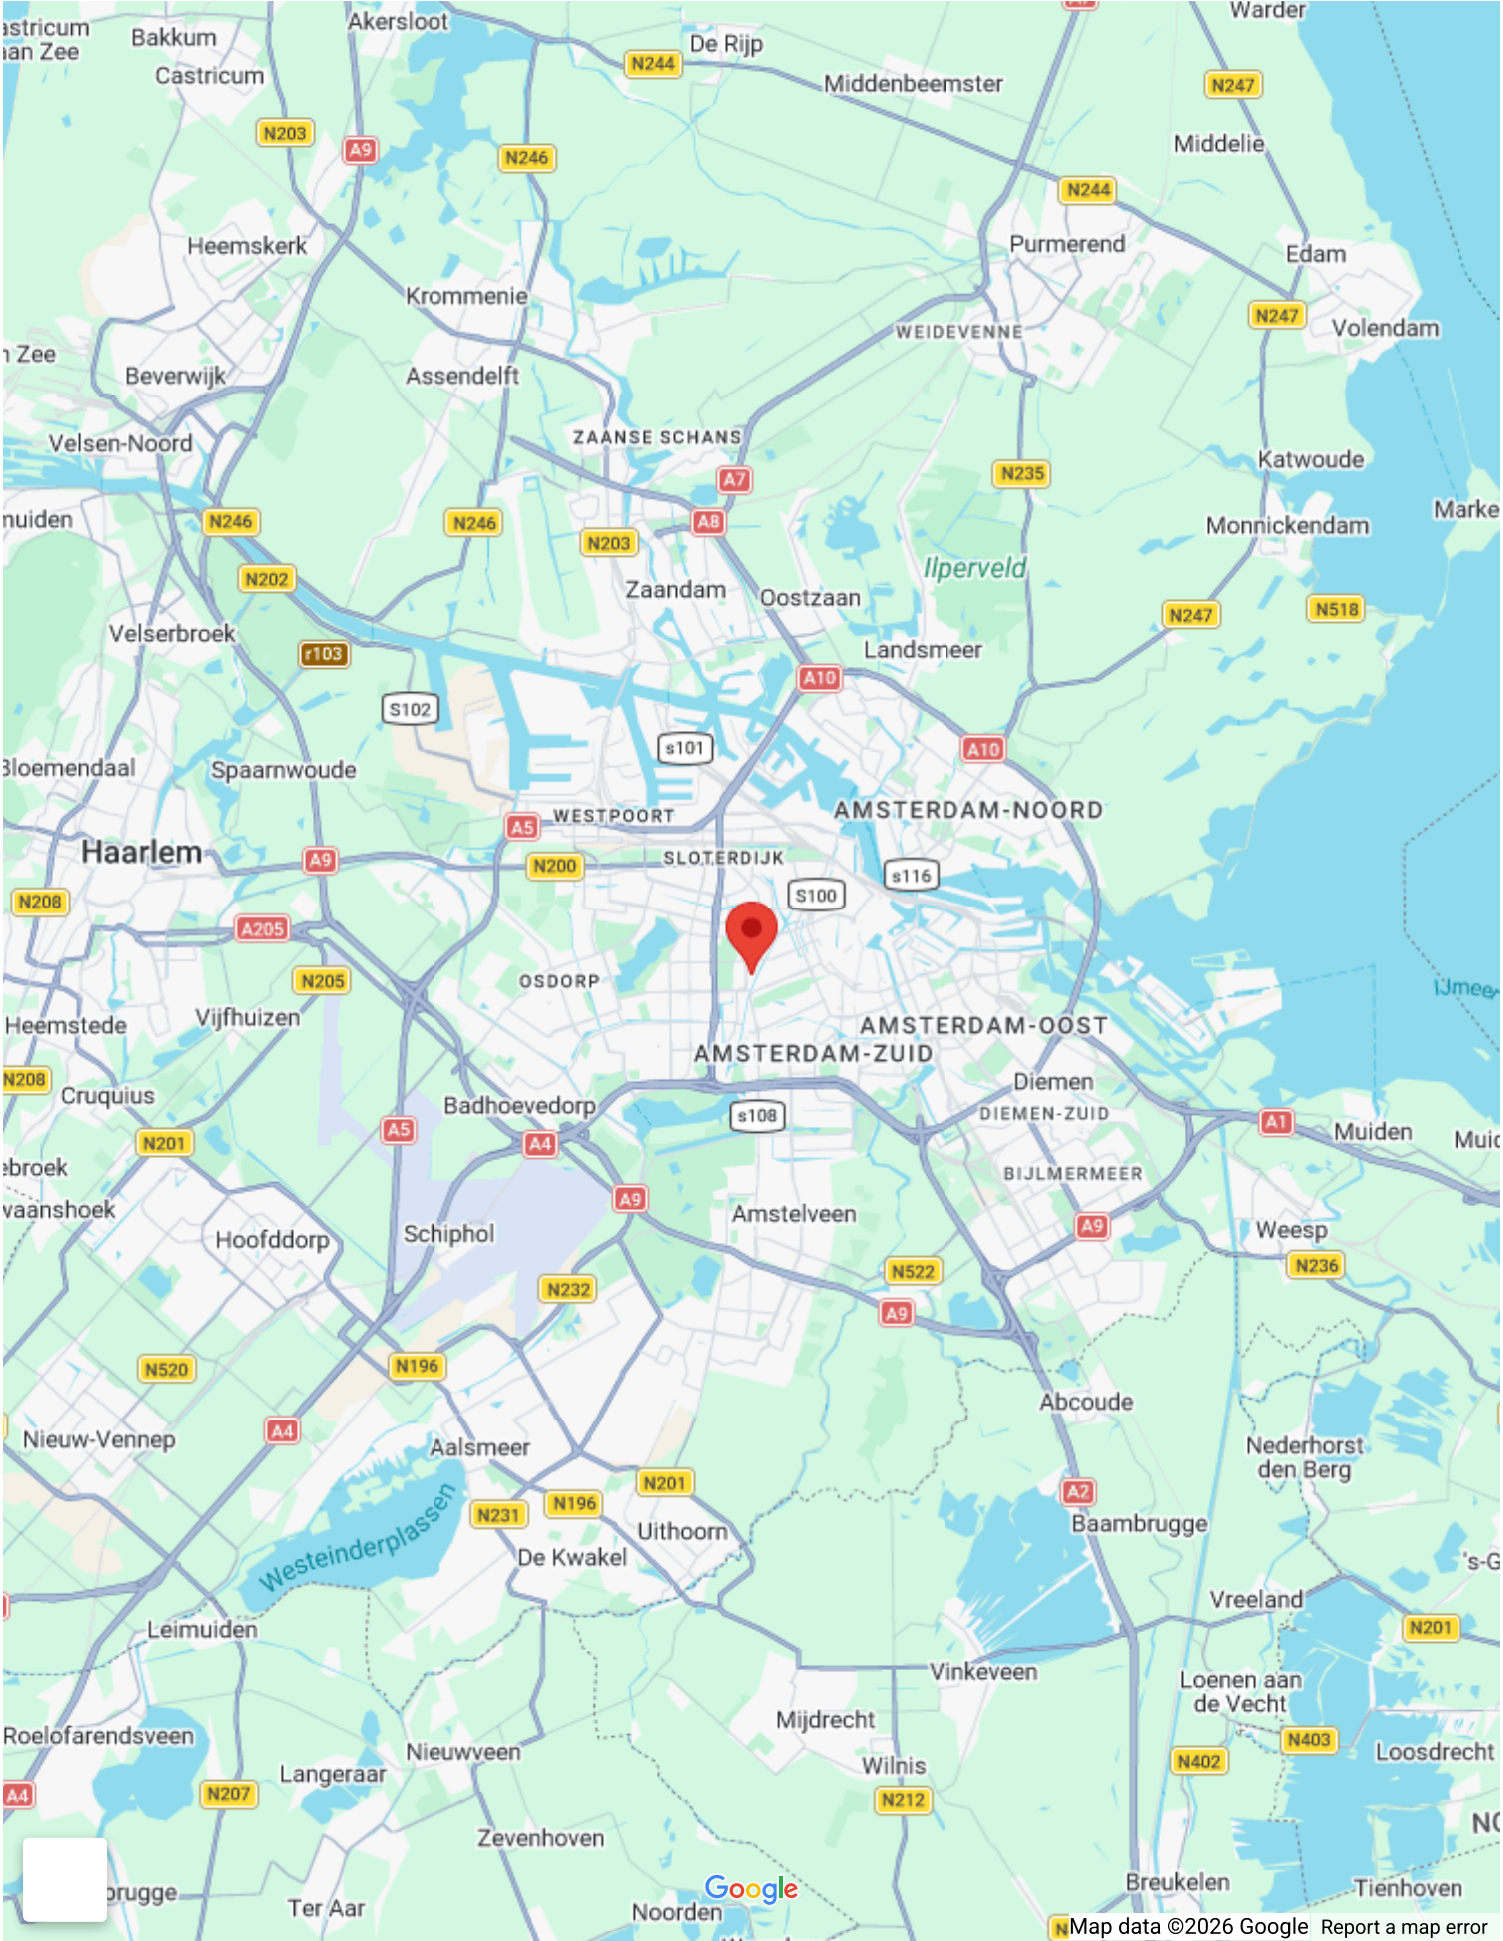 Warder
Akersloot
astricum
aan Zee
Bakkum
De Rijp
N244
Castricum
Middenbeemster
N247
N203
A9
N246
Middelie
N244
Heemskerk
Purmerend
Edam
Krommenie
N247
WEIDEVENNE
Volendam
n Zee
Beverwijk
Assendelft
Velsen-Noord
ZAANSE SCHANS
Katwoude
A7
N235
nuiden
N246
N246
A8
Marke
Monnickendam
N203
Ilperveld
N202
Zaandam
Oostzaan
N518
N247
Velserbroek
r103
Landsmeer
A10
S102
s101
A10
Bloemendaal
Spaarnwoude
WESTPOORT
AMSTERDAM-NOORD
A5
Haarlem
A9
N200
SLOTERDIJK
s116
S100
N208
A205
N205
OSDORP
IJmeer
Heemstede
Vijfhuizen
AMSTERDAM-OOST
AMSTERDAM-ZUID
N208
Cruquius
Diemen
Badhoevedorp
s108
DIEMEN-ZUID
N201
A5
A4
A1
Muiden
Muid
ebroek
BIJLMERMEER
A9
waanshoek
Amstelveen
Hoofddorp
Schiphol
A9
Weesp
N522
N236
N232
A9
N520
N196
Abcoude
A4
Nieuw-Vennep
Aalsmeer
Nederhorst
den Berg
N201
A2
N231
N196
Westeinderplassen
Uithoorn
Baambrugge
De Kwakel
's-G
Vreeland
Leimuiden
N201
Vinkeveen
Loenen aan
de Vecht
Mijdrecht
Roelofarendsveen
N403
Nieuwveen
Loosdrecht
Langeraar
Wilnis
N402
A4
N207
N212
NO
Zevenhoven
Google
Breukelen
brugge
Tienhoven
Ter Aar
Noorden
Map data ©2026 Google
Report a map error